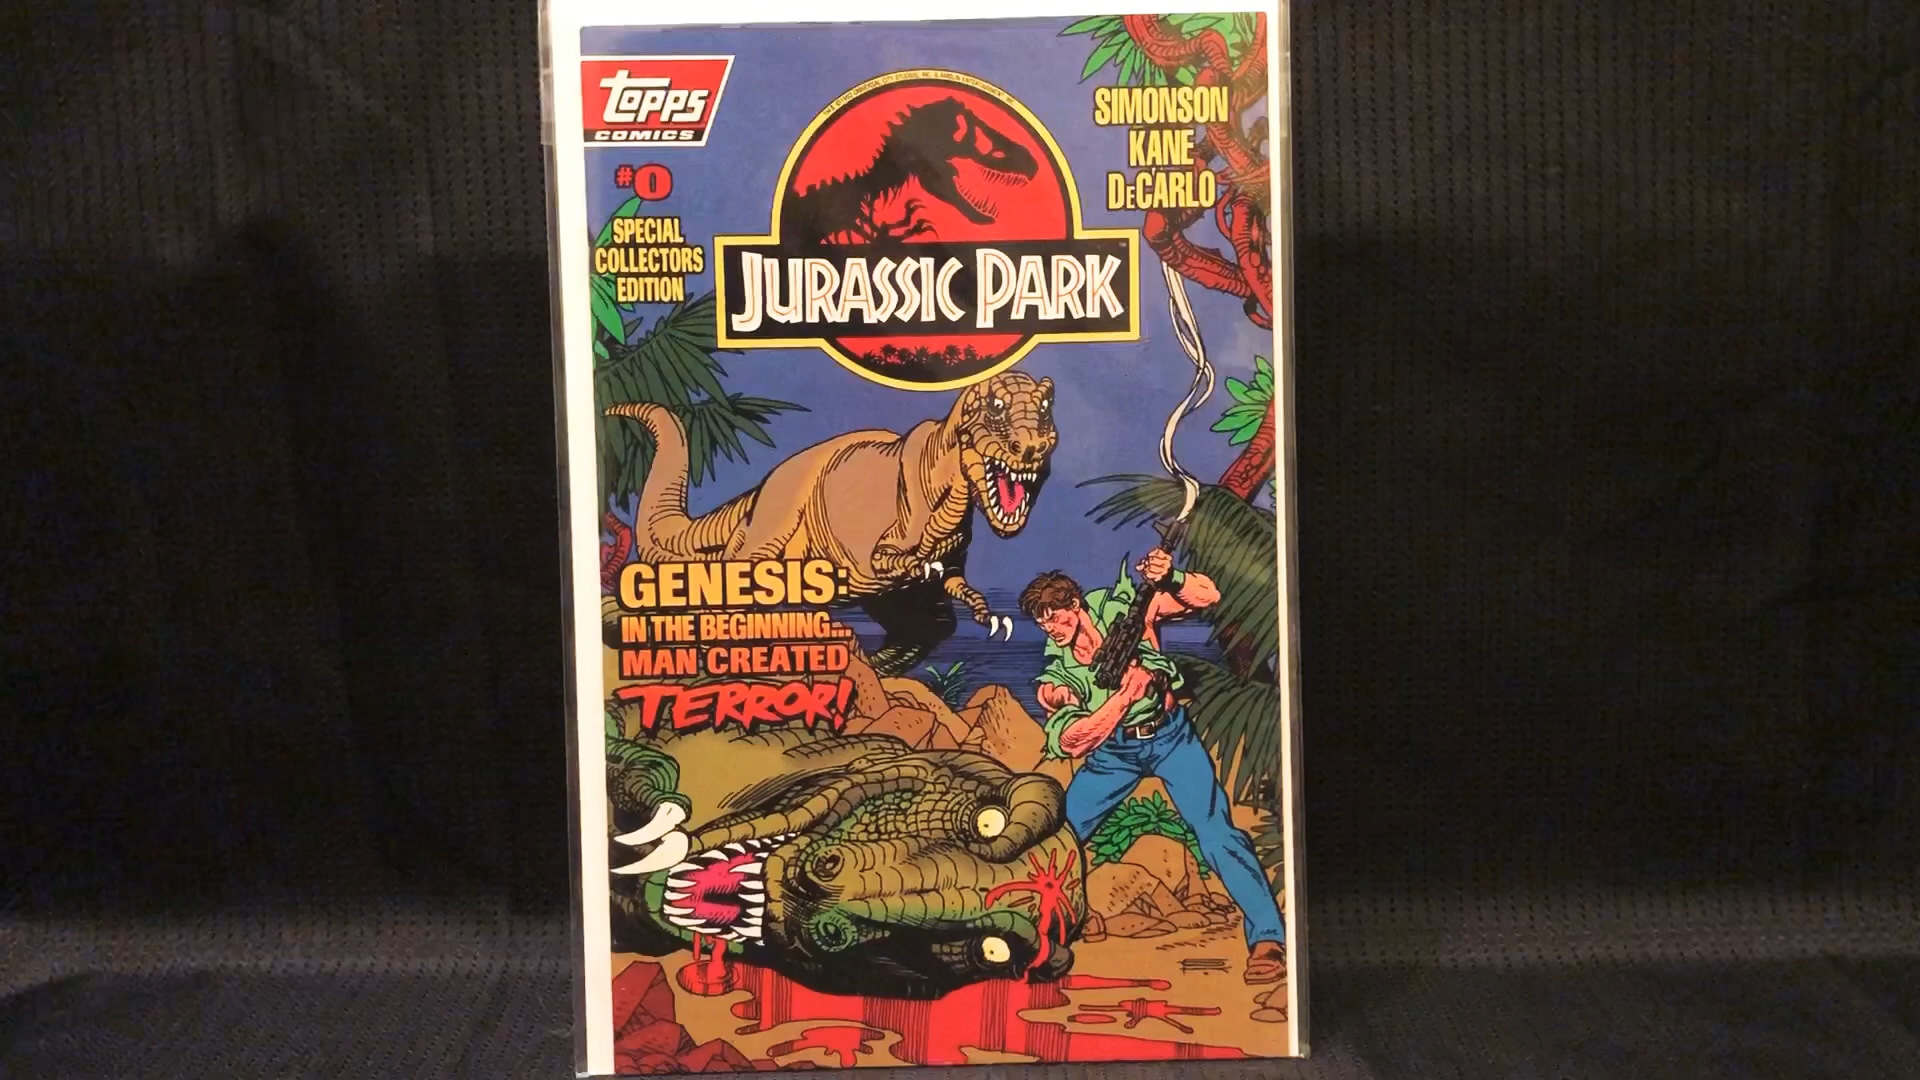 topps
COMICS
#0
SPECIAL
COLLECTORS
EDITION
JURASSIC PARK
SIMONSON
KANE
DeCARLO
GENESIS:
IN THE BEGINNING...
MAN CREATED
TERROR!